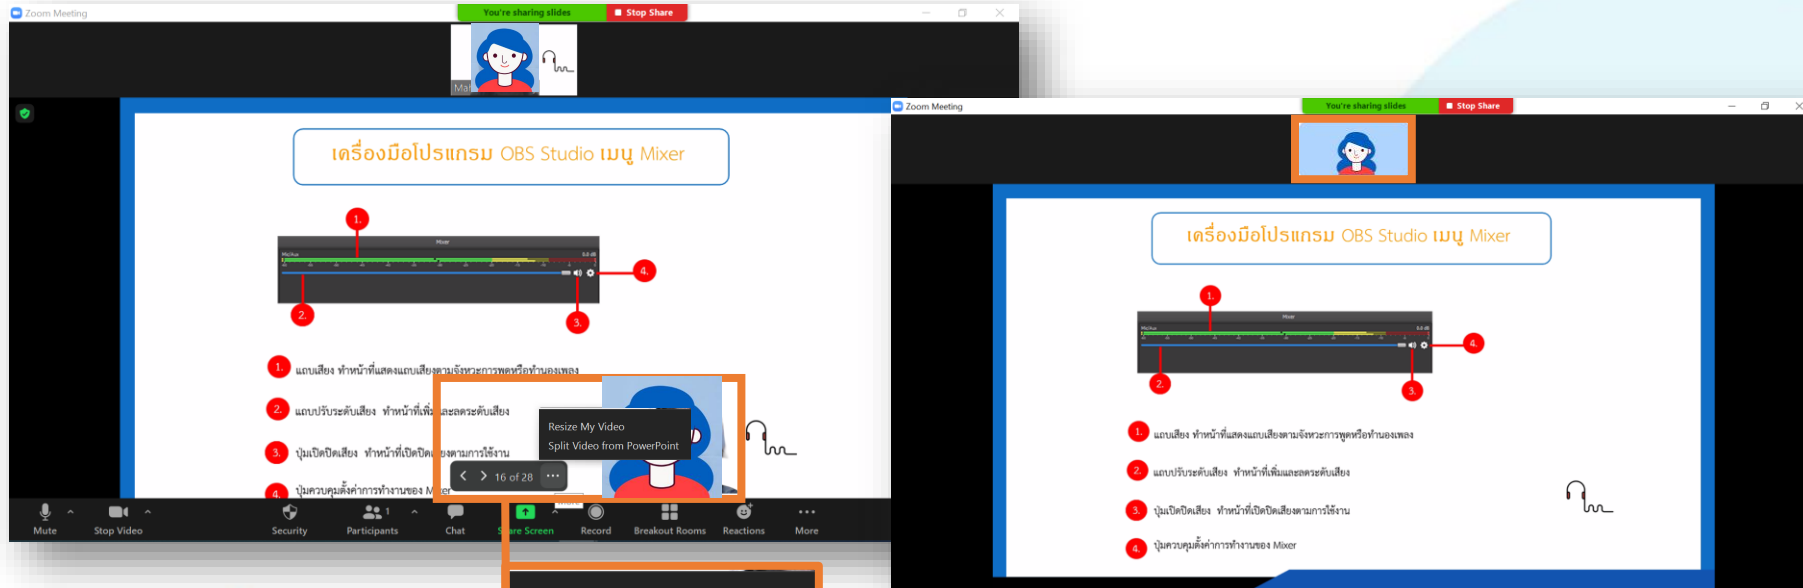 Zoom Meeting
You're sharing slides
Stop Share
Mal
เครื่องมือโปรแกรม OBS Studio เมนู Mixer
1.
Mixer
Mic/Aux
0.0 dB
4.
2.
3.
1. แถบเสียง ทำหน้าที่แสดงแถบเสียงตามจังหวะการพูดหรือทำนองเพลง
2. แถบปรับระดับเสียง ทำหน้าที่เพิ่มและลดระดับเสียง
3. ปุ่มเปิดปิดเสียง ทำหน้าที่เปิดปิดเสียงตามการใช้งาน
4. ปุ่มควบคุมตั้งค่าการทำงานของ Mixer
Resize My Video
Split Video from PowerPoint
16 of 28
Mute
Stop Video
Security
Participants
1
Chat
Share Screen
Record
Breakout Rooms
Reactions
More
Zoom Meeting
You're sharing slides
Stop Share
เครื่องมือโปรแกรม OBS Studio เมนู Mixer
1.
Mixer
Mic/Aux
0.0 dB
4.
2.
3.
1. แถบเสียง ทำหน้าที่แสดงแถบเสียงตามจังหวะการพูดหรือทำนองเพลง
2. แถบปรับระดับเสียง ทำหน้าที่เพิ่มและลดระดับเสียง
3. ปุ่มเปิดปิดเสียง ทำหน้าที่เปิดปิดเสียงตามการใช้งาน
4. ปุ่มควบคุมตั้งค่าการทำงานของ Mixer